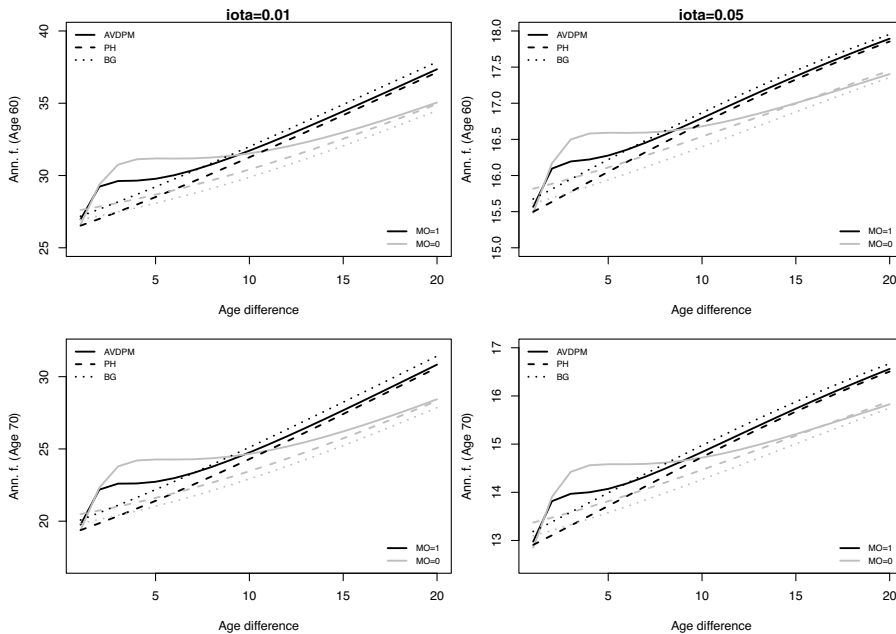 iota=0.01
Ann. f. (Age 60)
40
35
30
25
AVDPM
PH
BG
MO=1
MO=0
5
10
15
20
Age difference
iota=0.05
Ann. f. (Age 60)
18.0
17.5
17.0
16.5
16.0
15.5
15.0
AVDPM
PH
BG
MO=1
MO=0
5
10
15
20
Age difference
Ann. f. (Age 70)
30
25
20
AVDPM
PH
BG
MO=1
MO=0
5
10
15
20
Age difference
Ann. f. (Age 70)
17
16
15
14
13
AVDPM
PH
BG
MO=1
MO=0
5
10
15
20
Age difference